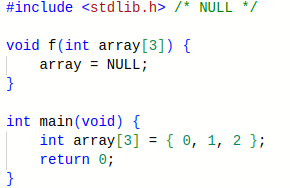 #include <stdlib.h> /* NULL */

void f(int array[3]) {
    array = NULL;
}

int main(void) {
    int array[3] = { 0, 1, 2 };
    return 0;
}